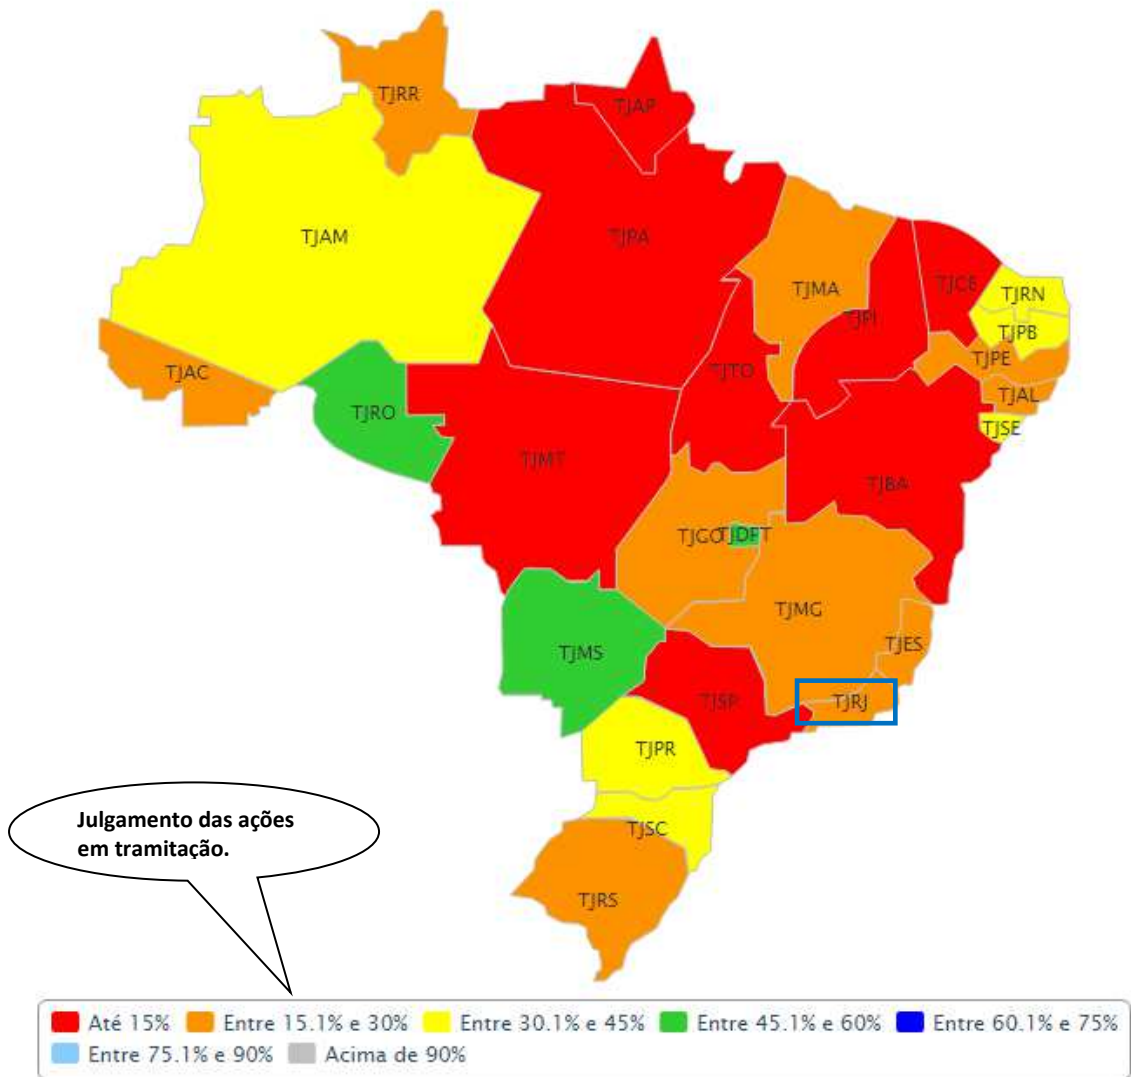 TJRR
TJAP
TJAM
TJPA
TJMA
TJCE
TJRN
TJPI
TJPB
TJPE
TJAC
TJTO
TJAL
TJRO
TJSE
TJMT
TJBA
TJGO
TJDFT
TJMG
TJES
TJMS
TJSP
TJRJ
TJPR
Julgamento das ações
em tramitação.
TJSC
TJRS
Até 15% Entre 15.1% e 30% Entre 30.1% e 45% Entre 45.1% e 60% Entre 60.1% e 75%
Entre 75.1% e 90% Acima de 90%